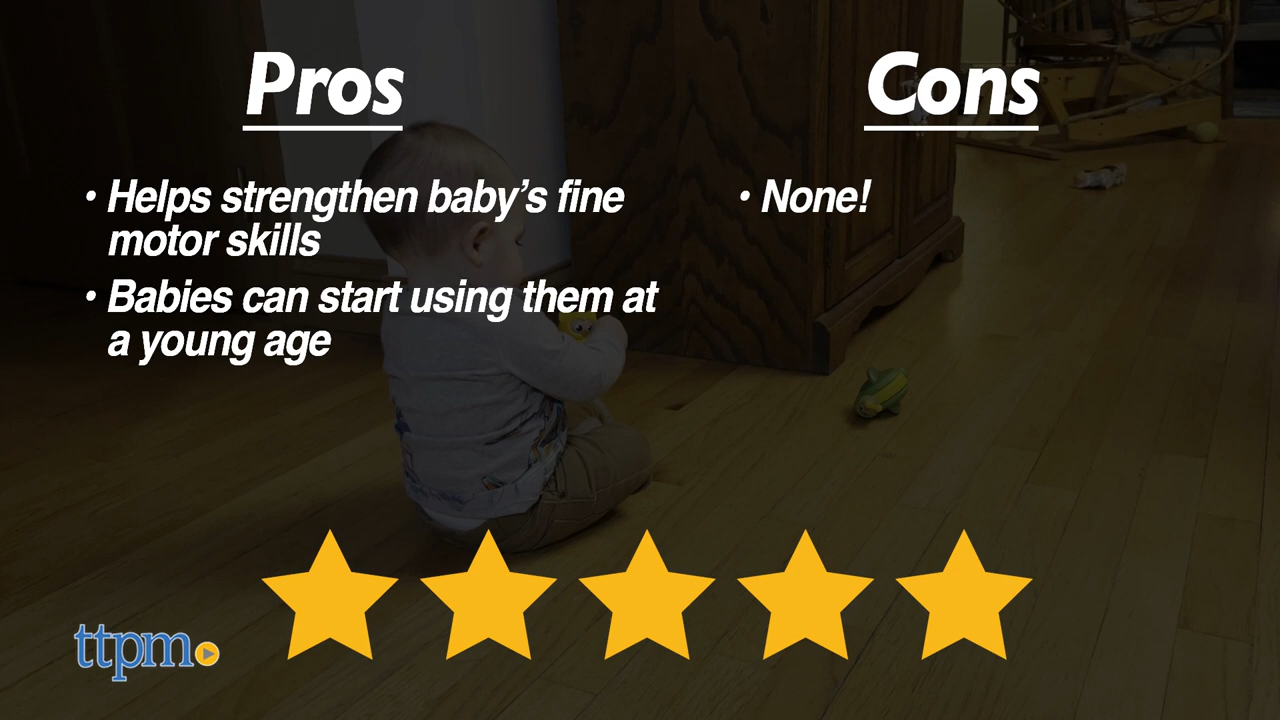 Pros
• Helps strengthen baby’s fine
motor skills
• Babies can start using them at
a young age
Cons
• None!
ttpm